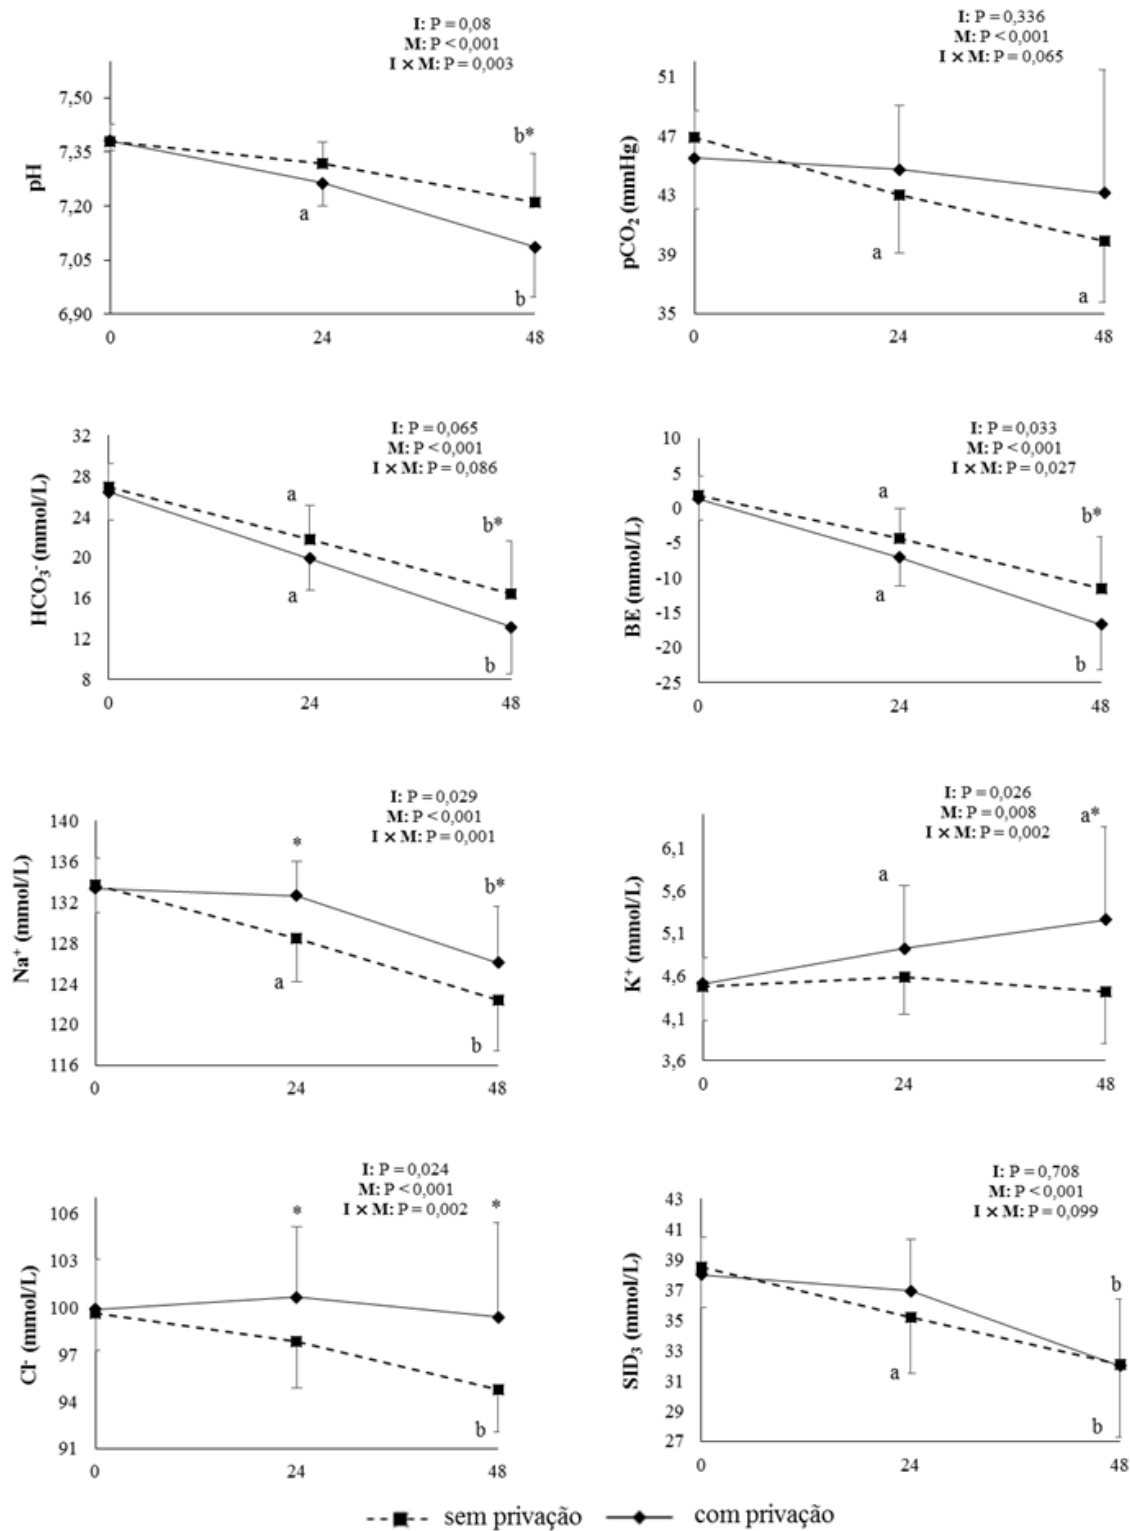 I: P = 0,08
M: P < 0,001
I × M: P = 0,003
pH
7,50
7,35
7,20
7,05
6,90
0
24
48
a
b*
b
I: P = 0,336
M: P < 0,001
I × M: P = 0,065
pCO₂ (mmHg)
51
47
43
39
35
0
24
48
a
a
I: P = 0,065
M: P < 0,001
I × M: P = 0,086
HCO₃⁻ (mmol/L)
32
28
24
20
16
12
8
0
24
48
a
a
b*
b
I: P = 0,033
M: P < 0,001
I × M: P = 0,027
BE (mmol/L)
10
5
0
-5
-10
-15
-20
-25
0
24
48
a
a
b*
b
I: P = 0,029
M: P < 0,001
I × M: P = 0,001
Na⁺ (mmol/L)
140
136
132
128
124
120
116
0
24
48
*
a
b*
b
I: P = 0,026
M: P = 0,008
I × M: P = 0,002
K⁺ (mmol/L)
6,1
5,6
5,1
4,6
4,1
3,6
0
24
48
a
a*
I: P = 0,024
M: P < 0,001
I × M: P = 0,002
Cl⁻ (mmol/L)
106
103
100
97
94
91
0
24
48
*
*
b
I: P = 0,708
M: P < 0,001
I × M: P = 0,099
SID₃ (mmol/L)
43
41
39
37
35
33
31
29
27
0
24
48
a
b
b
sem privação
com privação